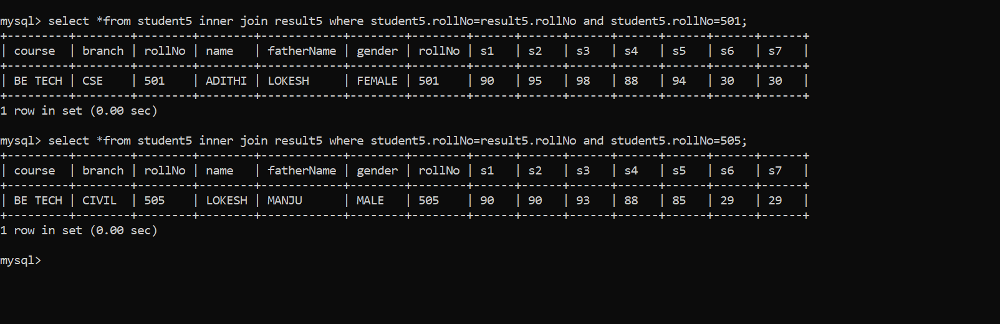 mysql> select *from student5 inner join result5 where student5.rollNo=result5.rollNo and student5.rollNo=501;
+---------+--------+--------+--------+------------+--------+--------+------+------+------+------+------+------+------+
| course  | branch | rollNo | name   | fatherName | gender | rollNo | s1   | s2   | s3   | s4   | s5   | s6   | s7   |
+---------+--------+--------+--------+------------+--------+--------+------+------+------+------+------+------+------+
| BE TECH | CSE    | 501    | ADITHI | LOKESH     | FEMALE | 501    | 90   | 95   | 98   | 88   | 94   | 30   | 30   |
+---------+--------+--------+--------+------------+--------+--------+------+------+------+------+------+------+------+
1 row in set (0.00 sec)

mysql> select *from student5 inner join result5 where student5.rollNo=result5.rollNo and student5.rollNo=505;
+---------+--------+--------+--------+------------+--------+--------+------+------+------+------+------+------+------+
| course  | branch | rollNo | name   | fatherName | gender | rollNo | s1   | s2   | s3   | s4   | s5   | s6   | s7   |
+---------+--------+--------+--------+------------+--------+--------+------+------+------+------+------+------+------+
| BE TECH | CIVIL  | 505    | LOKESH | MANJU      | MALE   | 505    | 90   | 90   | 93   | 88   | 85   | 29   | 29   |
+---------+--------+--------+--------+------------+--------+--------+------+------+------+------+------+------+------+
1 row in set (0.00 sec)

mysql>